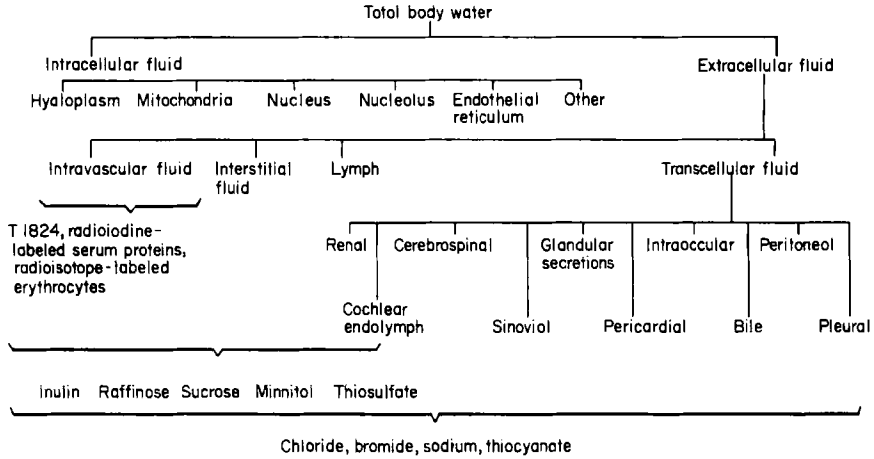 Totol body water
Intracellular fluid
Extracellular fluid
Hyaloplasm Mitochondria Nucleus Nucleolus Endothelial reticulum Other
Intravascular fluid
Interstitial
fluid
Lymph
Transcellular fluid
T 1824, radioiodine-
labeled serum proteins,
radioisotope-labeled
erythrocytes
Renal
Cerebrospinal
Glandular
secretions
Intraoccular
Peritoneol
Cochlear
endolymph
Sinoviol
Pericardial
Bile
Pleural
Inulin Raffinose Sucrose Minnitol Thiosulfate
Chloride, bromide, sodium, thiocyanate